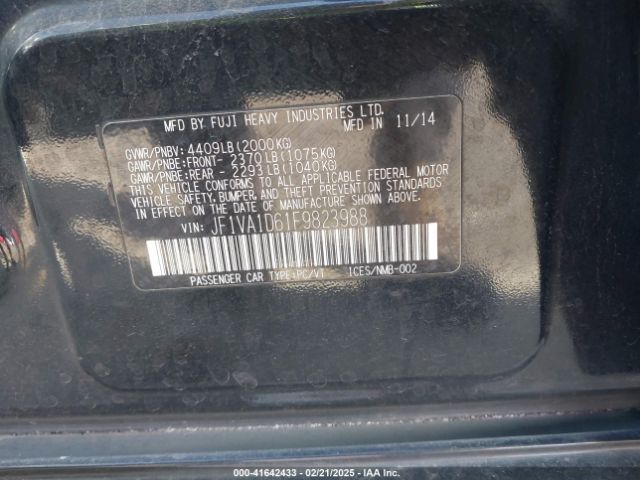 MFD BY FUJI HEAVY INDUSTRIES LTD.
MFD IN 11/14
GVWR/PNBV: 4409LB(2000KG)
GAWR/PNBE:FRONT- 2370LB(1075KG)
GAWR/PNBE:REAR - 2293LB(1040KG)
THIS VEHICLE CONFORMS TO ALL APPLICABLE FEDERAL MOTOR
VEHICLE SAFETY,BUMPER,AND THEFT PREVENTION STANDARDS
IN EFFECT ON THE DATE OF MANUFACTURE SHOWN ABOVE.
VIN: JF1VA1D61F9823988
PASSENGER CAR TYPE:PC/VT ICES/NMB-002
000-41642433 - 02/21/2025 - IAA Inc.